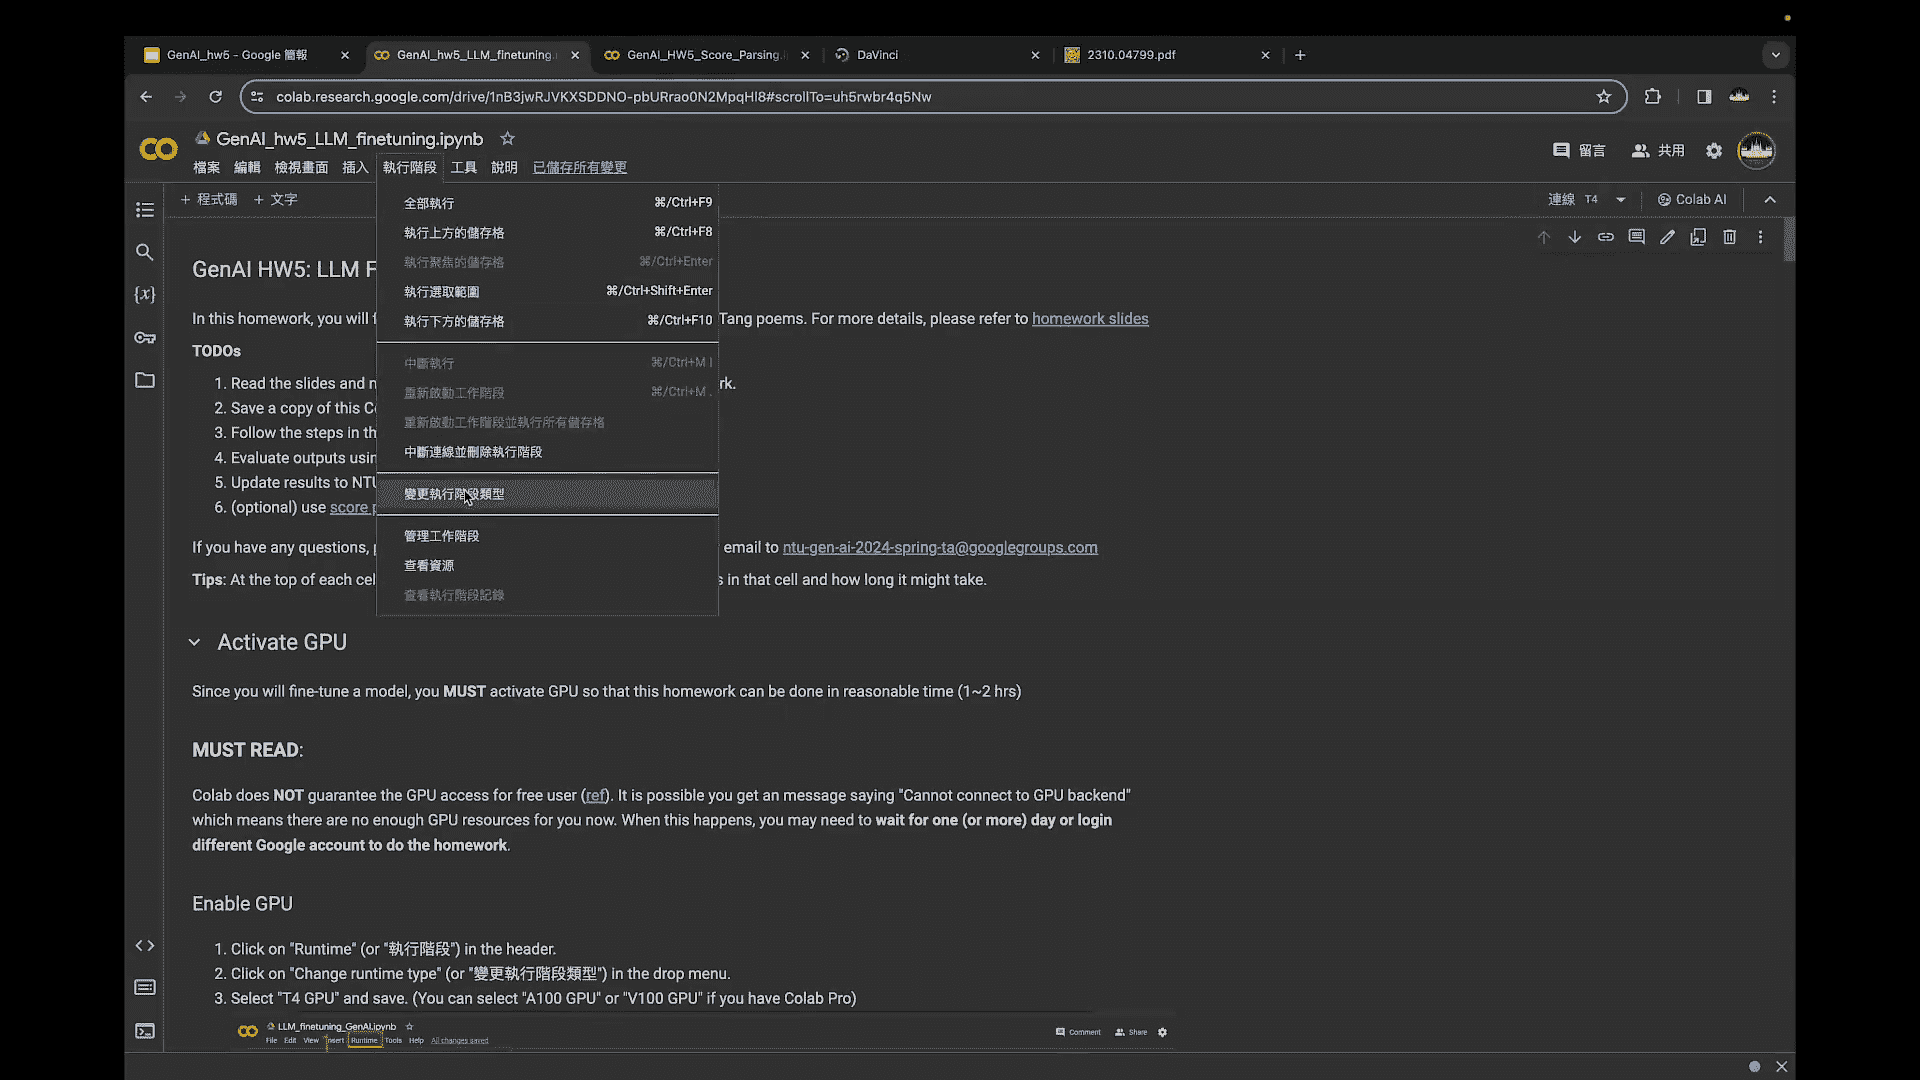 GenAI_hw5 - Google 簡報
GenAI_hw5_LLM_finetuning.
GenAI_HW5_Score_Parsing.i
DaVinci
2310.04799.pdf
colab.research.google.com/drive/1nB3jwRJVKXSDDNO-pbURrao0N2MpqHl8#scrollTo=uh5rwbr4q5Nw
GenAI_hw5_LLM_finetuning.ipynb
檔案 編輯 檢視畫面 插入 執行階段 工具 說明 已儲存所有變更
留言 共用
+ 程式碼 + 文字
連線 T4
Colab AI
全部執行 ⌘/Ctrl+F9
執行上方的儲存格 ⌘/Ctrl+F8
執行聚焦的儲存格 ⌘/Ctrl+Enter
執行選取範圍 ⌘/Ctrl+Shift+Enter
執行下方的儲存格 ⌘/Ctrl+F10
中斷執行 ⌘/Ctrl+M I
重新啟動工作階段 ⌘/Ctrl+M .
重新啟動工作階段並執行所有儲存格
中斷連線並刪除執行階段
變更執行階段類型
管理工作階段
查看資源
查看執行階段記錄
GenAI HW5: LLM F
In this homework, you will f Tang poems. For more details, please refer to homework slides
TODOs
1. Read the slides and rk.
2. Save a copy of this C
3. Follow the steps in th
4. Evaluate outputs usin
5. Update results to NTU
6. (optional) use score p
If you have any questions, email to ntu-gen-ai-2024-spring-ta@googlegroups.com
Tips: At the top of each cel s in that cell and how long it might take.
Activate GPU
Since you will fine-tune a model, you MUST activate GPU so that this homework can be done in reasonable time (1~2 hrs)
MUST READ:
Colab does NOT guarantee the GPU access for free user (ref). It is possible you get an message saying "Cannot connect to GPU backend"
which means there are no enough GPU resources for you now. When this happens, you may need to wait for one (or more) day or login
different Google account to do the homework.
Enable GPU
1. Click on "Runtime" (or "執行階段") in the header.
2. Click on "Change runtime type" (or "變更執行階段類型") in the drop menu.
3. Select "T4 GPU" and save. (You can select "A100 GPU" or "V100 GPU" if you have Colab Pro)
LLM_finetuning_GenAI.ipynb
File Edit View Insert Runtime Tools Help All changes saved
Comment Share